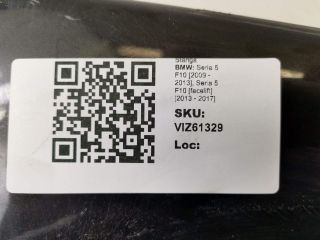 Stanga
BMW: Seria 5
F10 [2009 -
2013], Seria 5
F10 [facelift]
[2013 - 2017]
SKU:
VIZ61329
Loc: